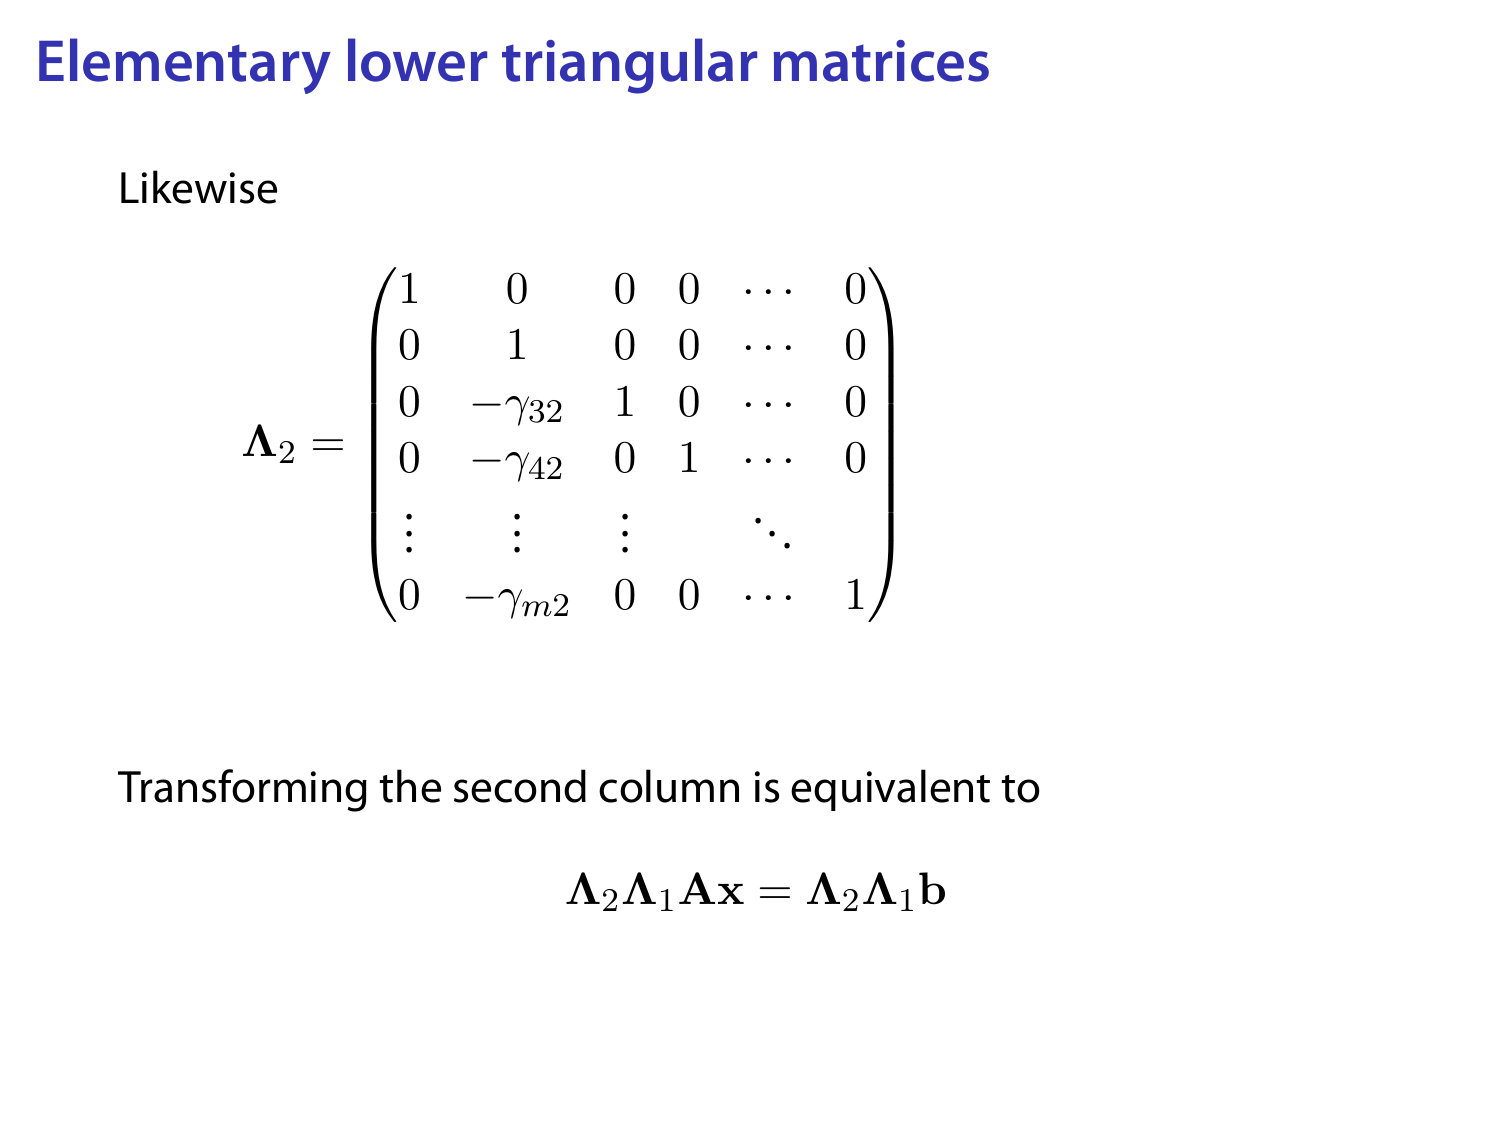 Elementary lower triangular matrices
Likewise
Λ₂ =
1 0 0 0 ⋯ 0
0 1 0 0 ⋯ 0
0 −γ₃₂ 1 0 ⋯ 0
0 −γ₄₂ 0 1 ⋯ 0
⋮ ⋮ ⋮ ⋱
0 −γₘ₂ 0 0 ⋯ 1
Transforming the second column is equivalent to
Λ₂Λ₁Ax = Λ₂Λ₁b